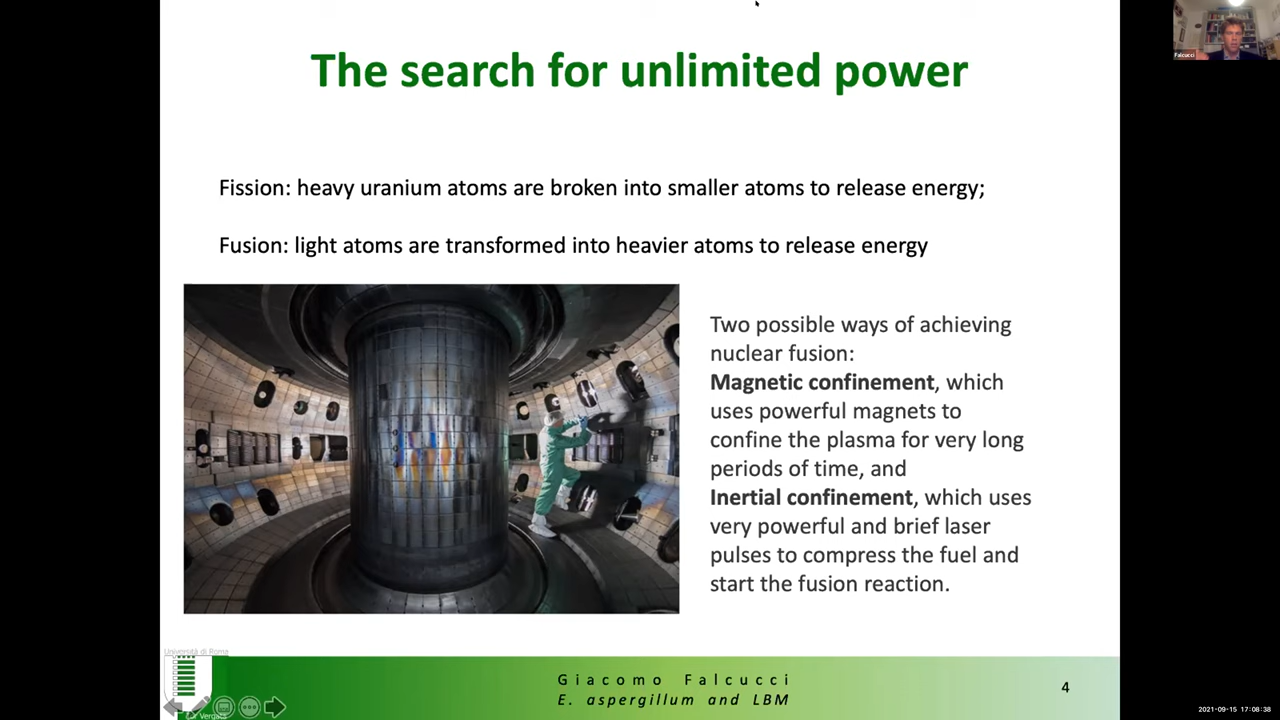 Falcucci
The search for unlimited power
Fission: heavy uranium atoms are broken into smaller atoms to release energy;
Fusion: light atoms are transformed into heavier atoms to release energy
Two possible ways of achieving
nuclear fusion:
Magnetic confinement, which
uses powerful magnets to
confine the plasma for very long
periods of time, and
Inertial confinement, which uses
very powerful and brief laser
pulses to compress the fuel and
start the fusion reaction.
Università di Roma
Giacomo Falcucci
E. aspergillum and LBM
4
2021-09-15 17:08:38